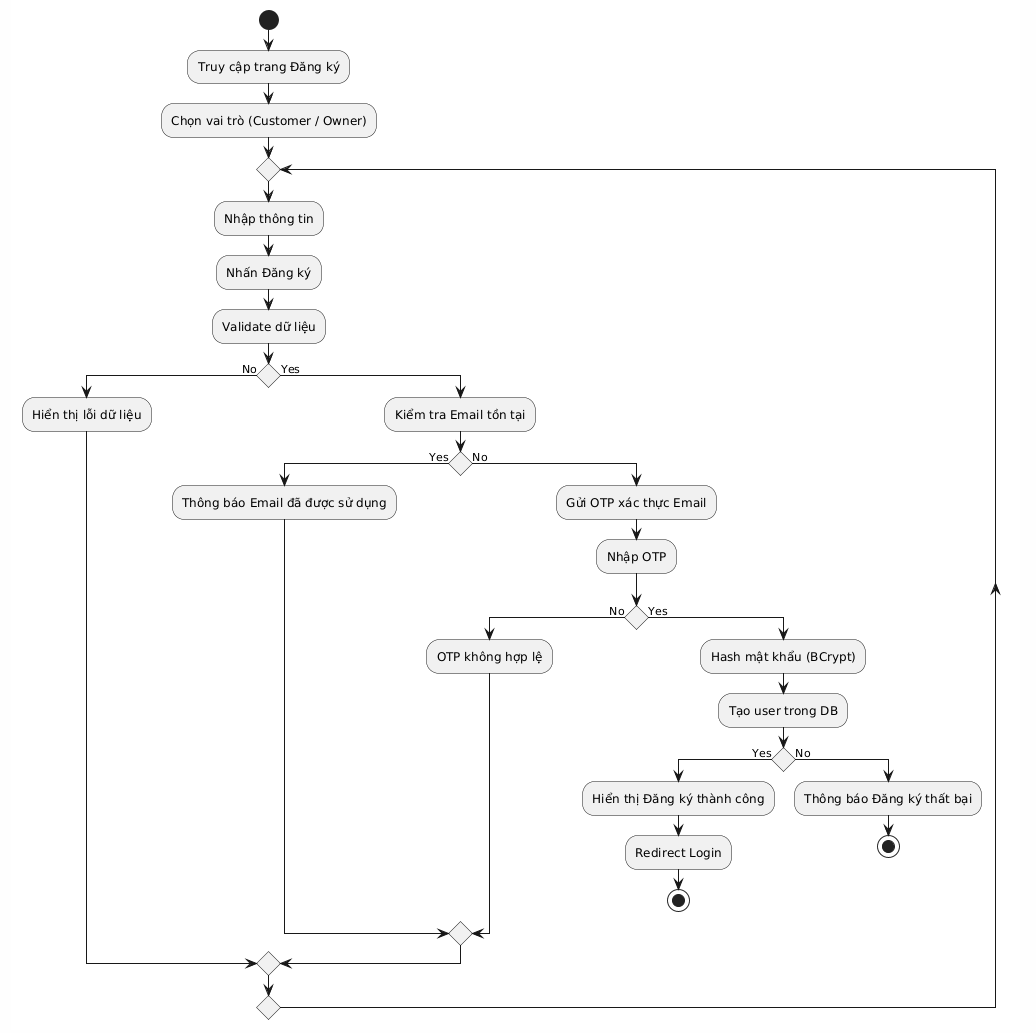 Truy cập trang Đăng ký
Chọn vai trò (Customer / Owner)
Nhập thông tin
Nhấn Đăng ký
Validate dữ liệu
No
Yes
Hiển thị lỗi dữ liệu
Kiểm tra Email tồn tại
Yes
No
Thông báo Email đã được sử dụng
Gửi OTP xác thực Email
Nhập OTP
No
Yes
OTP không hợp lệ
Hash mật khẩu (BCrypt)
Tạo user trong DB
Yes
No
Hiển thị Đăng ký thành công
Thông báo Đăng ký thất bại
Redirect Login